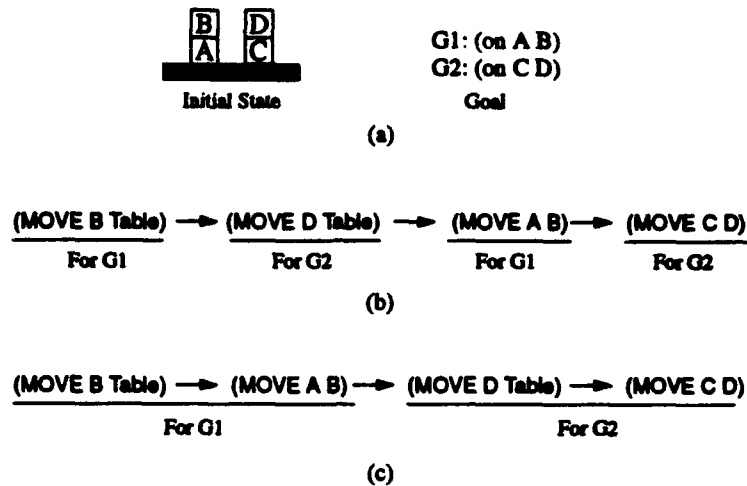 B D
A C
G1: (on A B)
G2: (on C D)
Initial State Goal
(a)
(MOVE B Table) → (MOVE D Table) → (MOVE A B) → (MOVE C D)
For G1 For G2 For G1 For G2
(b)
(MOVE B Table) → (MOVE A B) → (MOVE D Table) → (MOVE C D)
For G1 For G2
(c)